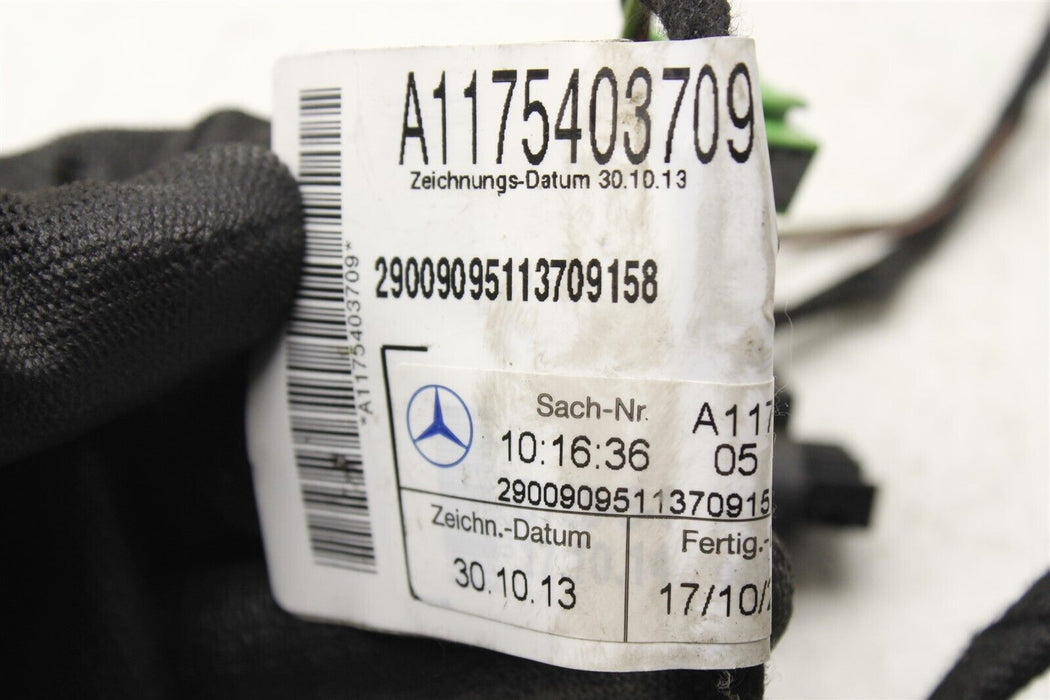 A1175403709
Zeichnungs-Datum 30.10.13
*A1175403709*
29009095113709158
Sach-Nr. A117
10:16:36 05
2900909511370915
Zeichn.-Datum Fertig.-
30.10.13 17/10/